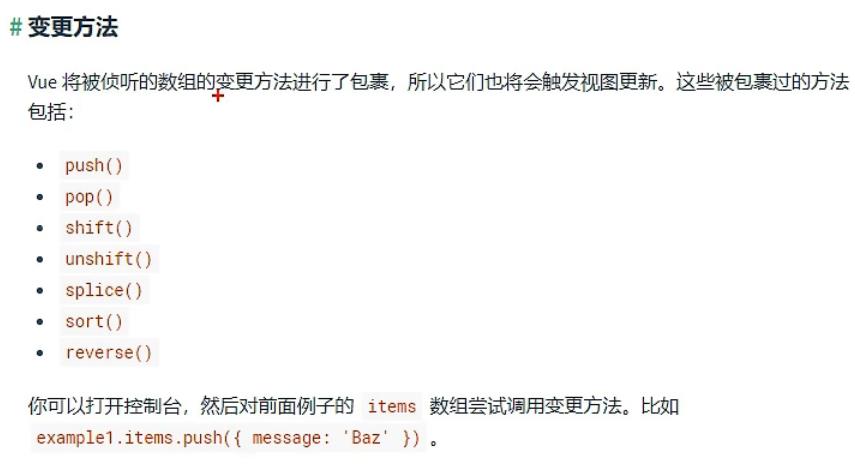 # 变更方法
Vue 将被侦听的数组的变更方法进行了包裹，所以它们也将会触发视图更新。这些被包裹过的方法
包括：
push()
pop()
shift()
unshift()
splice()
sort()
reverse()
你可以打开控制台，然后对前面例子的 items 数组尝试调用变更方法。比如
example1.items.push({ message: 'Baz' })。